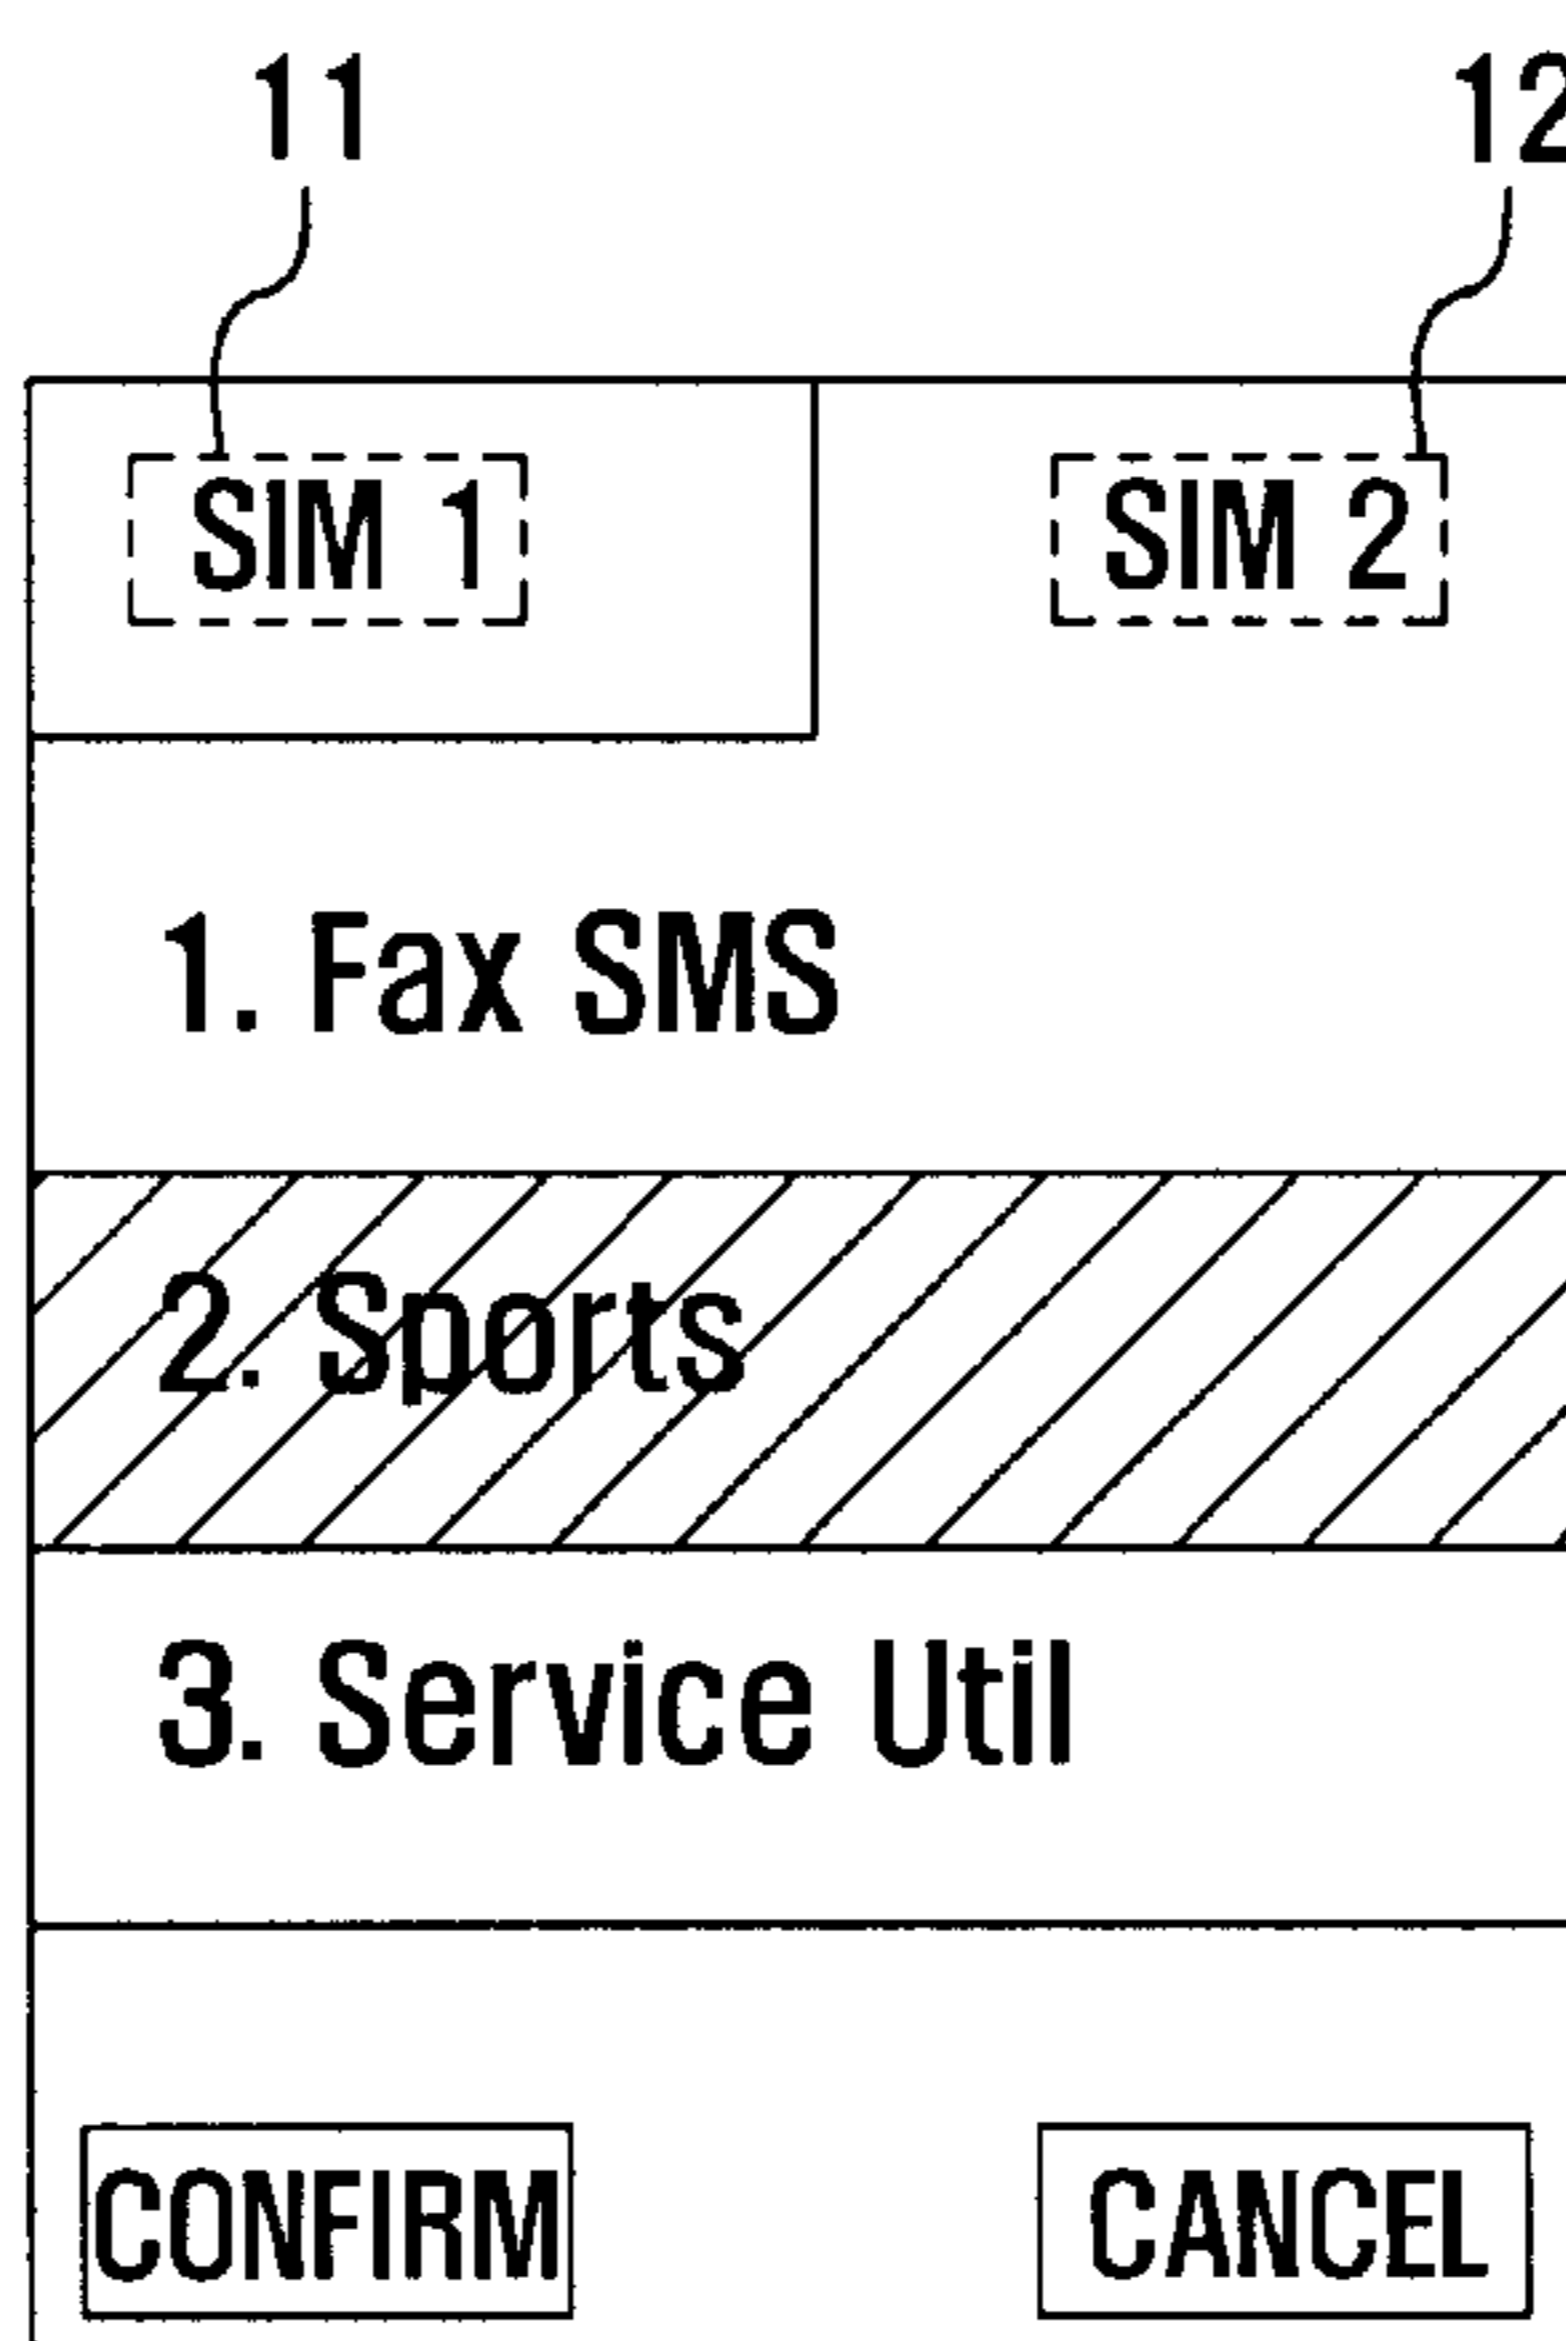 11 12
SIM 1 SIM 2
1. Fax SMS
2. Sports
3. Service Util
CONFIRM CANCEL